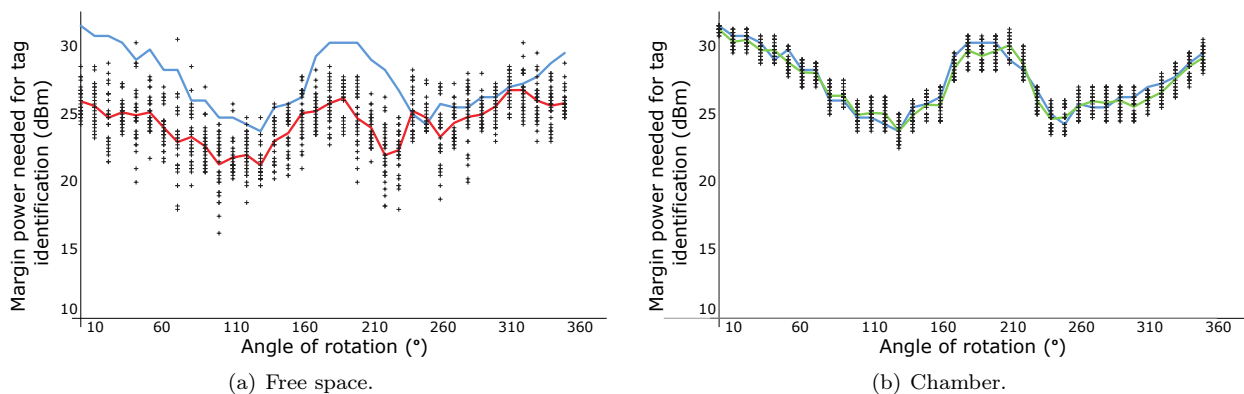 Margin power needed for tag
identification (dBm)
30
25
20
15
10
10 60 110 160 210 260 310 360
Angle of rotation (°)
(a) Free space.
Margin power needed for tag
identification (dBm)
30
25
20
15
10
10 60 110 160 210 260 310 360
Angle of rotation (°)
(b) Chamber.